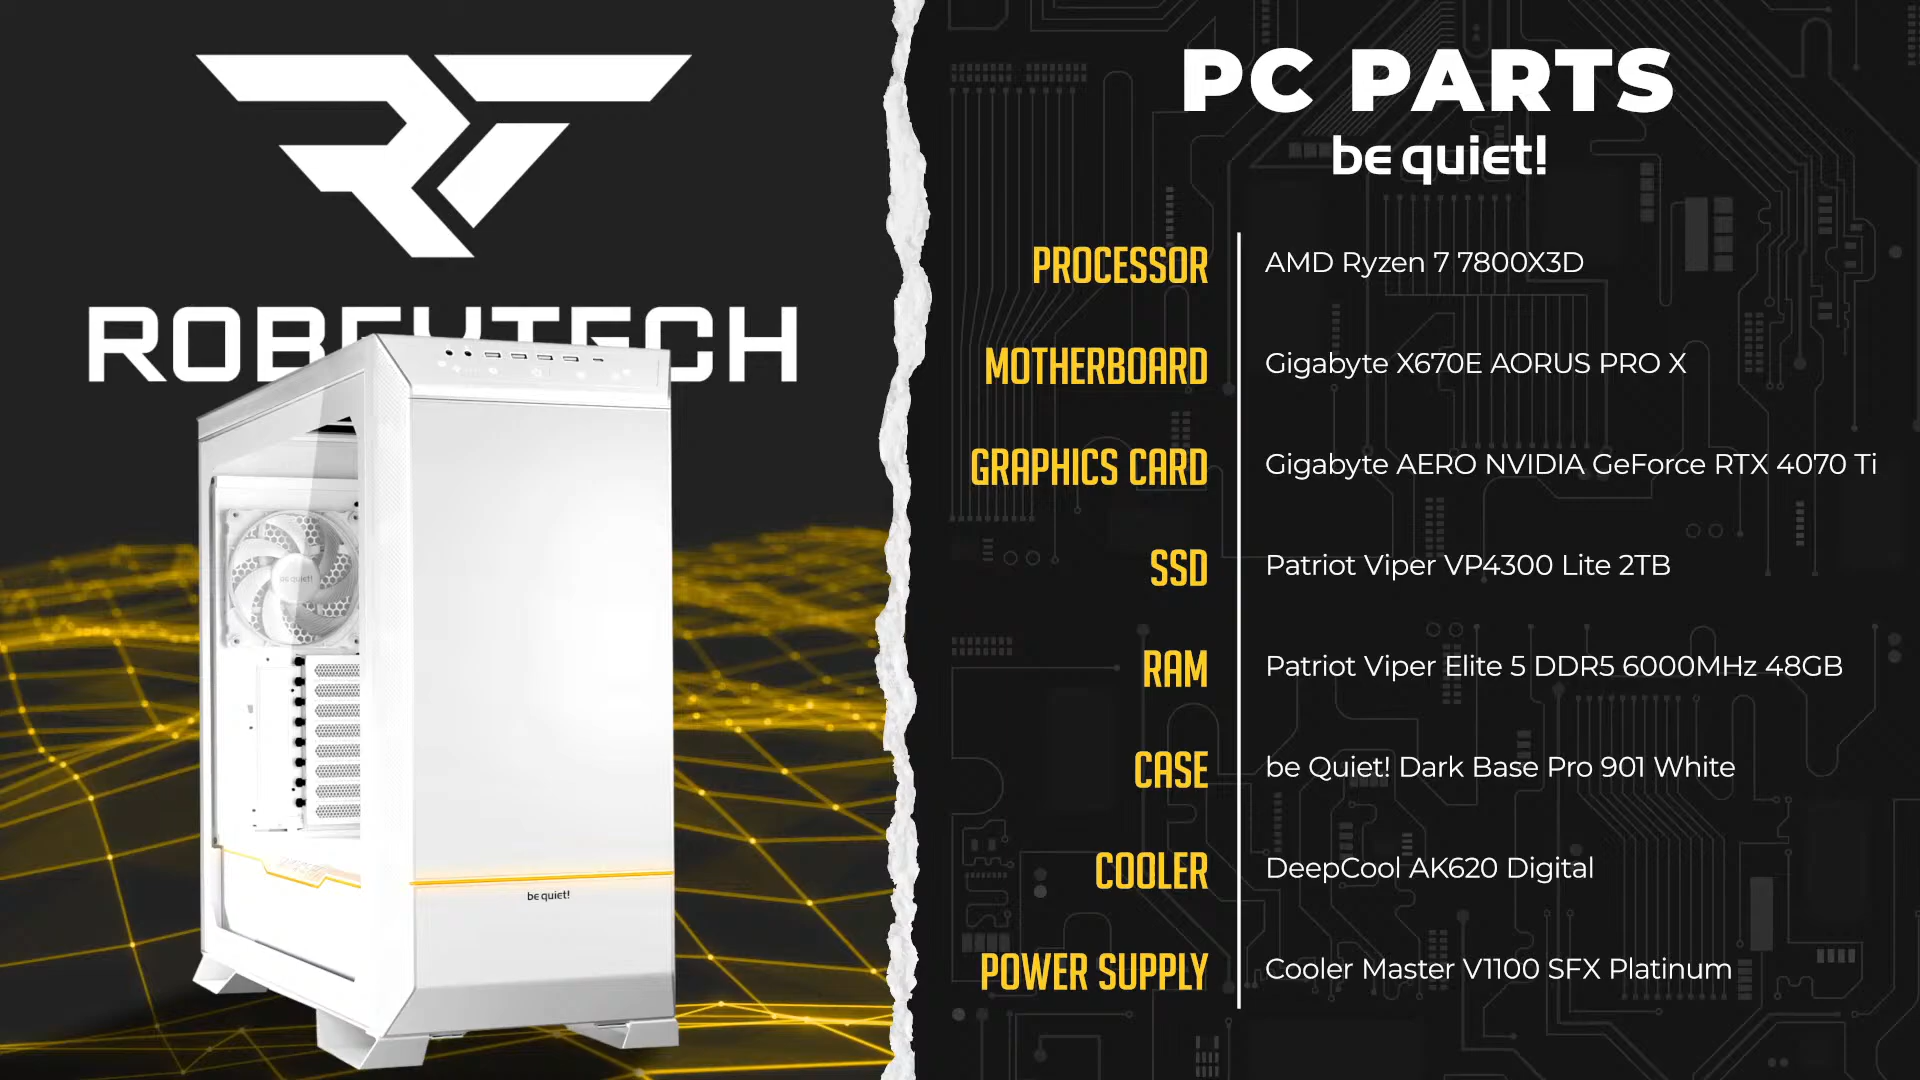 ROBEYTECH
be quiet!
be quiet!
PC PARTS
be quiet!
PROCESSOR AMD Ryzen 7 7800X3D
MOTHERBOARD Gigabyte X670E AORUS PRO X
GRAPHICS CARD Gigabyte AERO NVIDIA GeForce RTX 4070 Ti
SSD Patriot Viper VP4300 Lite 2TB
RAM Patriot Viper Elite 5 DDR5 6000MHz 48GB
CASE be Quiet! Dark Base Pro 901 White
COOLER DeepCool AK620 Digital
POWER SUPPLY Cooler Master V1100 SFX Platinum